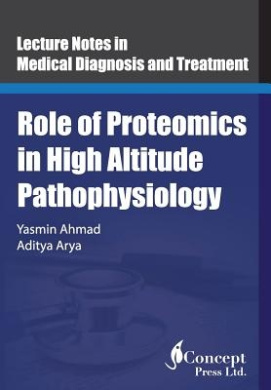 Lecture Notes in
Medical Diagnosis and Treatment
Role of Proteomics
in High Altitude
Pathophysiology
Yasmin Ahmad
Aditya Arya
iConcept
Press Ltd.